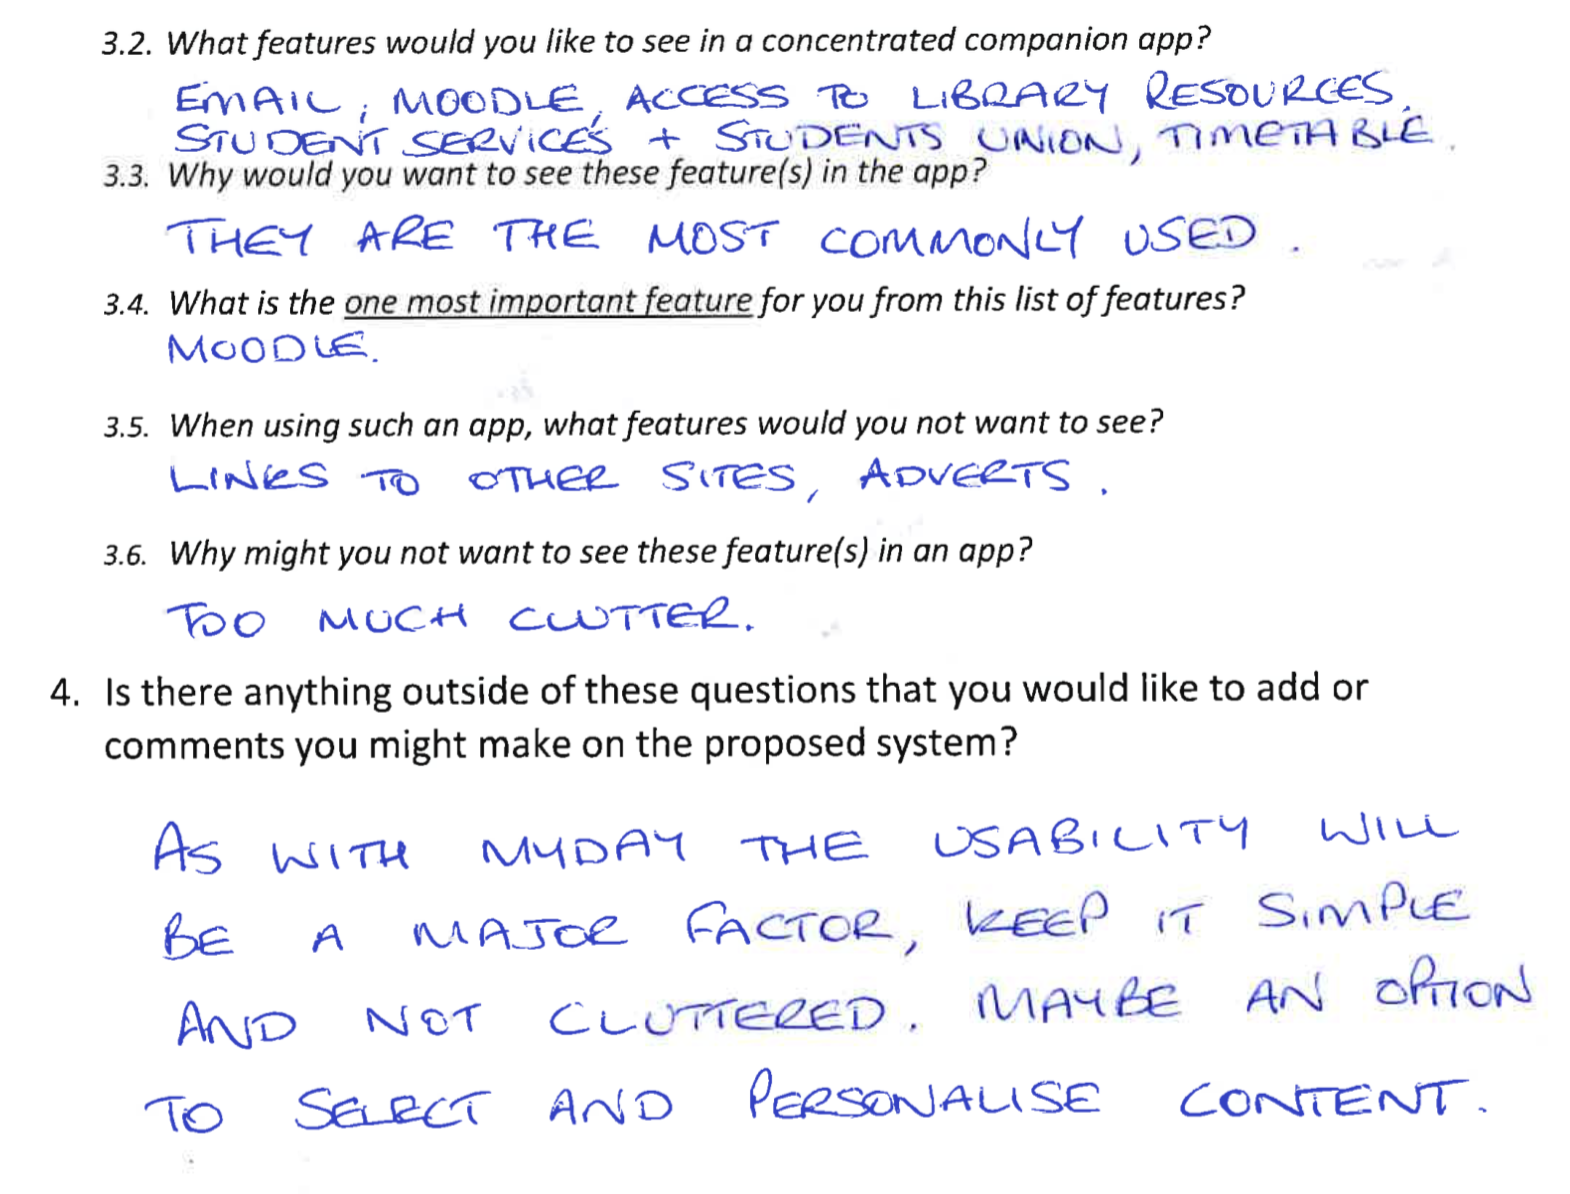 3.2. What features would you like to see in a concentrated companion app?
EMAIL, MOODLE, ACCESS TO LIBRARY RESOURCES,
STUDENT SERVICES + STUDENTS UNION, TIMETABLE.
3.3. Why would you want to see these feature(s) in the app?
THEY ARE THE MOST COMMONLY USED.
3.4. What is the one most important feature for you from this list of features?
MOODLE.
3.5. When using such an app, what features would you not want to see?
LINKS TO OTHER SITES, ADVERTS.
3.6. Why might you not want to see these feature(s) in an app?
TOO MUCH CLUTTER.
4. Is there anything outside of these questions that you would like to add or
comments you might make on the proposed system?
AS WITH MYDAY THE USABILITY WILL
BE A MAJOR FACTOR, KEEP IT SIMPLE
AND NOT CLUTTERED. MAYBE AN OPTION
TO SELECT AND PERSONALISE CONTENT.